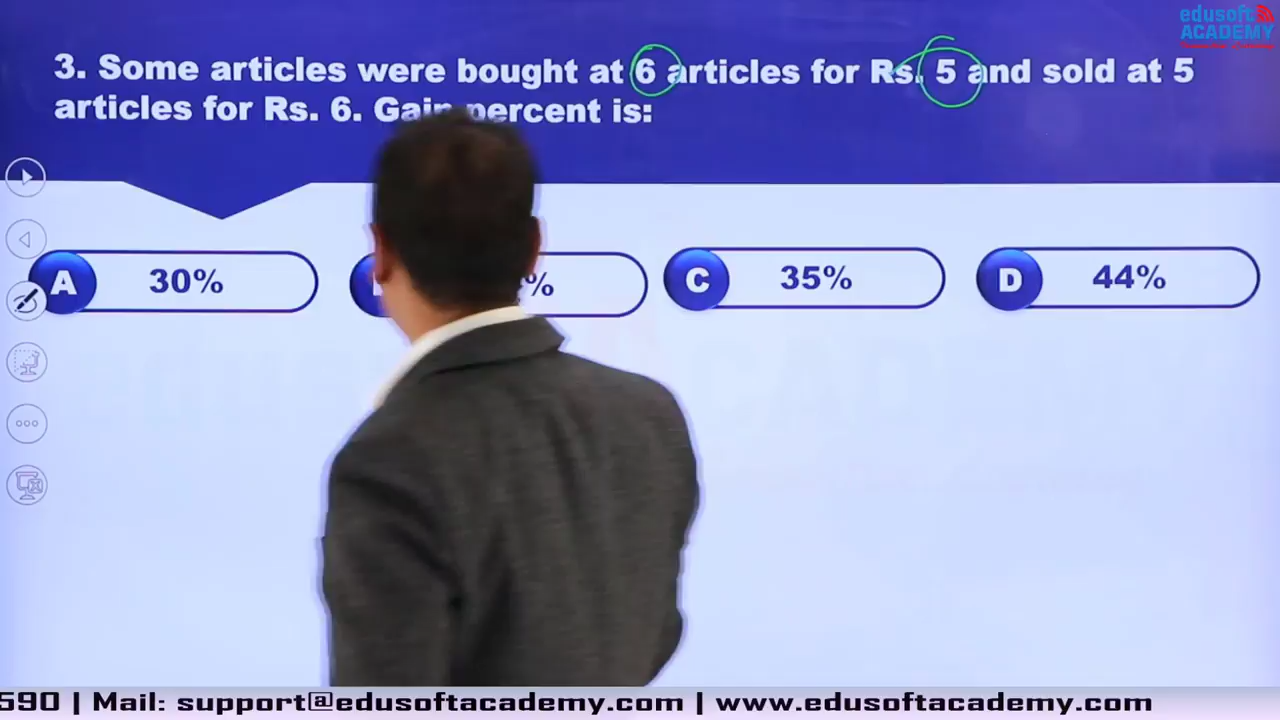 edusoft
ACADEMY
3. Some articles were bought at 6 articles for Rs. 5 and sold at 5
articles for Rs. 6. Gain percent is:
A 30%
%
C 35%
D 44%
590 | Mail: support@edusoftacademy.com | www.edusoftacademy.com